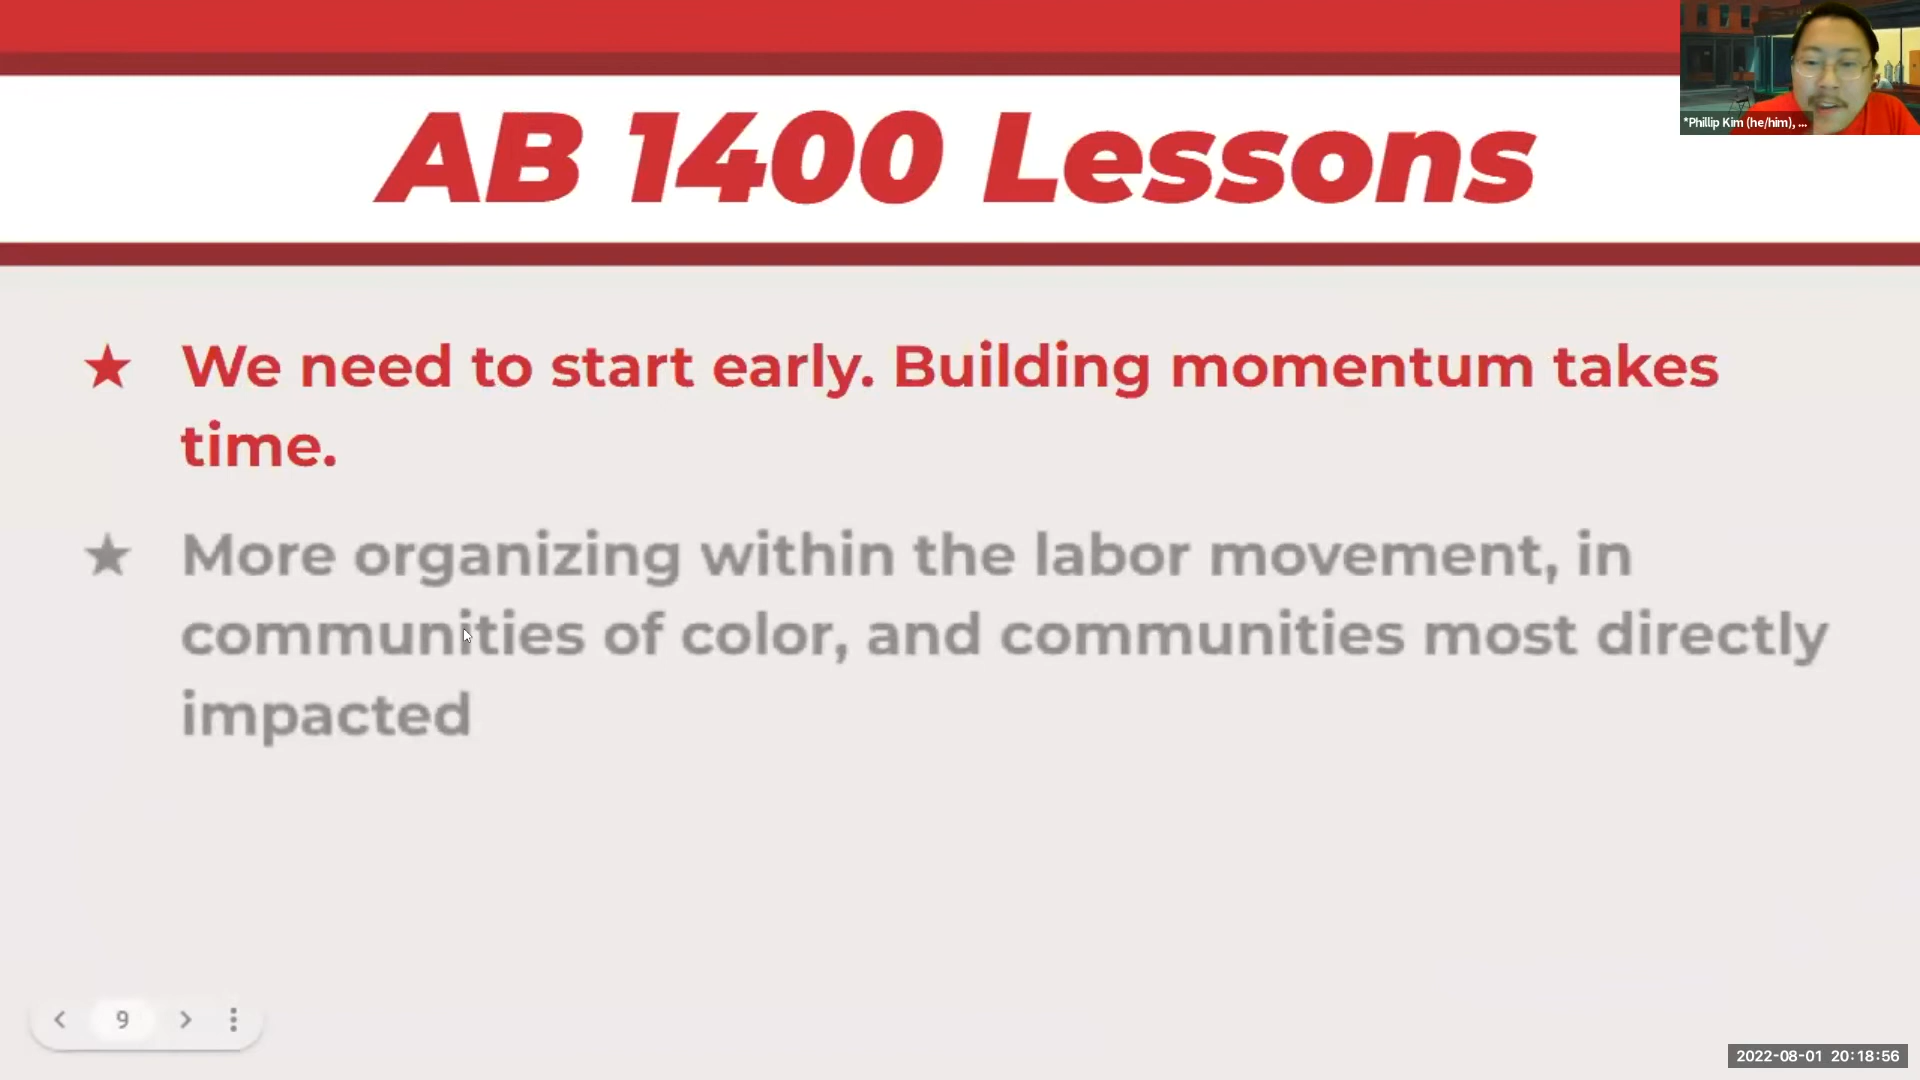 AB 1400 Lessons
*Phillip Kim (he/him), ...
★ We need to start early. Building momentum takes
time.
★ More organizing within the labor movement, in
communities of color, and communities most directly
impacted
9
2022-08-01 20:18:56